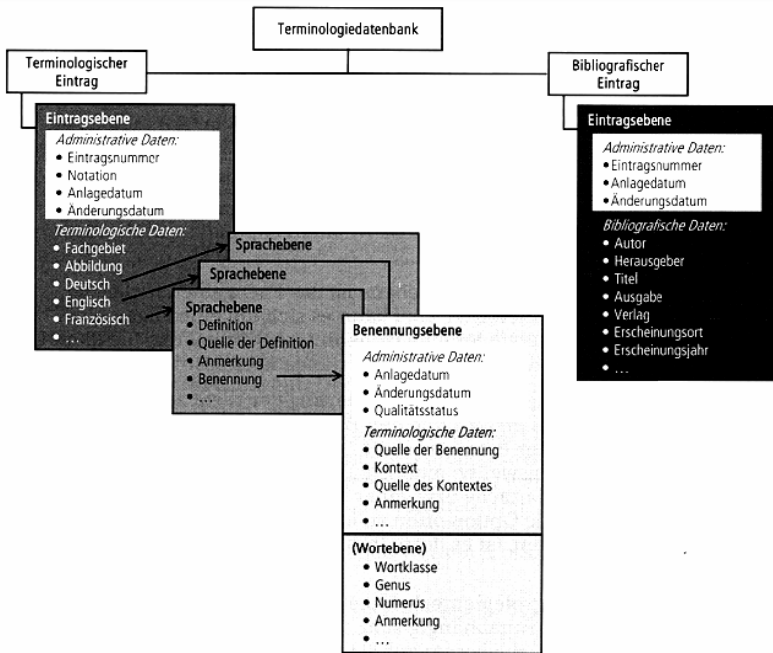 Terminologiedatenbank
Terminologischer
Eintrag
Eintragsebene
Administrative Daten:
• Eintragsnummer
• Notation
• Anlagedatum
• Änderungsdatum
Terminologische Daten:
• Fachgebiet
• Abbildung
• Deutsch
• Englisch
• Französisch
• ...
Sprachebene
Sprachebene
Sprachebene
• Definition
• Quelle der Definition
• Anmerkung
• Benennung
• ...
Benennungsebene
Administrative Daten:
• Anlagedatum
• Änderungsdatum
• Qualitätsstatus
Terminologische Daten:
• Quelle der Benennung
• Kontext
• Quelle des Kontextes
• Anmerkung
• ...
(Wortebene)
• Wortklasse
• Genus
• Numerus
• Anmerkung
• ...
Bibliografischer
Eintrag
Eintragsebene
Administrative Daten:
• Eintragsnummer
• Anlagedatum
• Änderungsdatum
Bibliografische Daten:
• Autor
• Herausgeber
• Titel
• Ausgabe
• Verlag
• Erscheinungsort
• Erscheinungsjahr
• ...